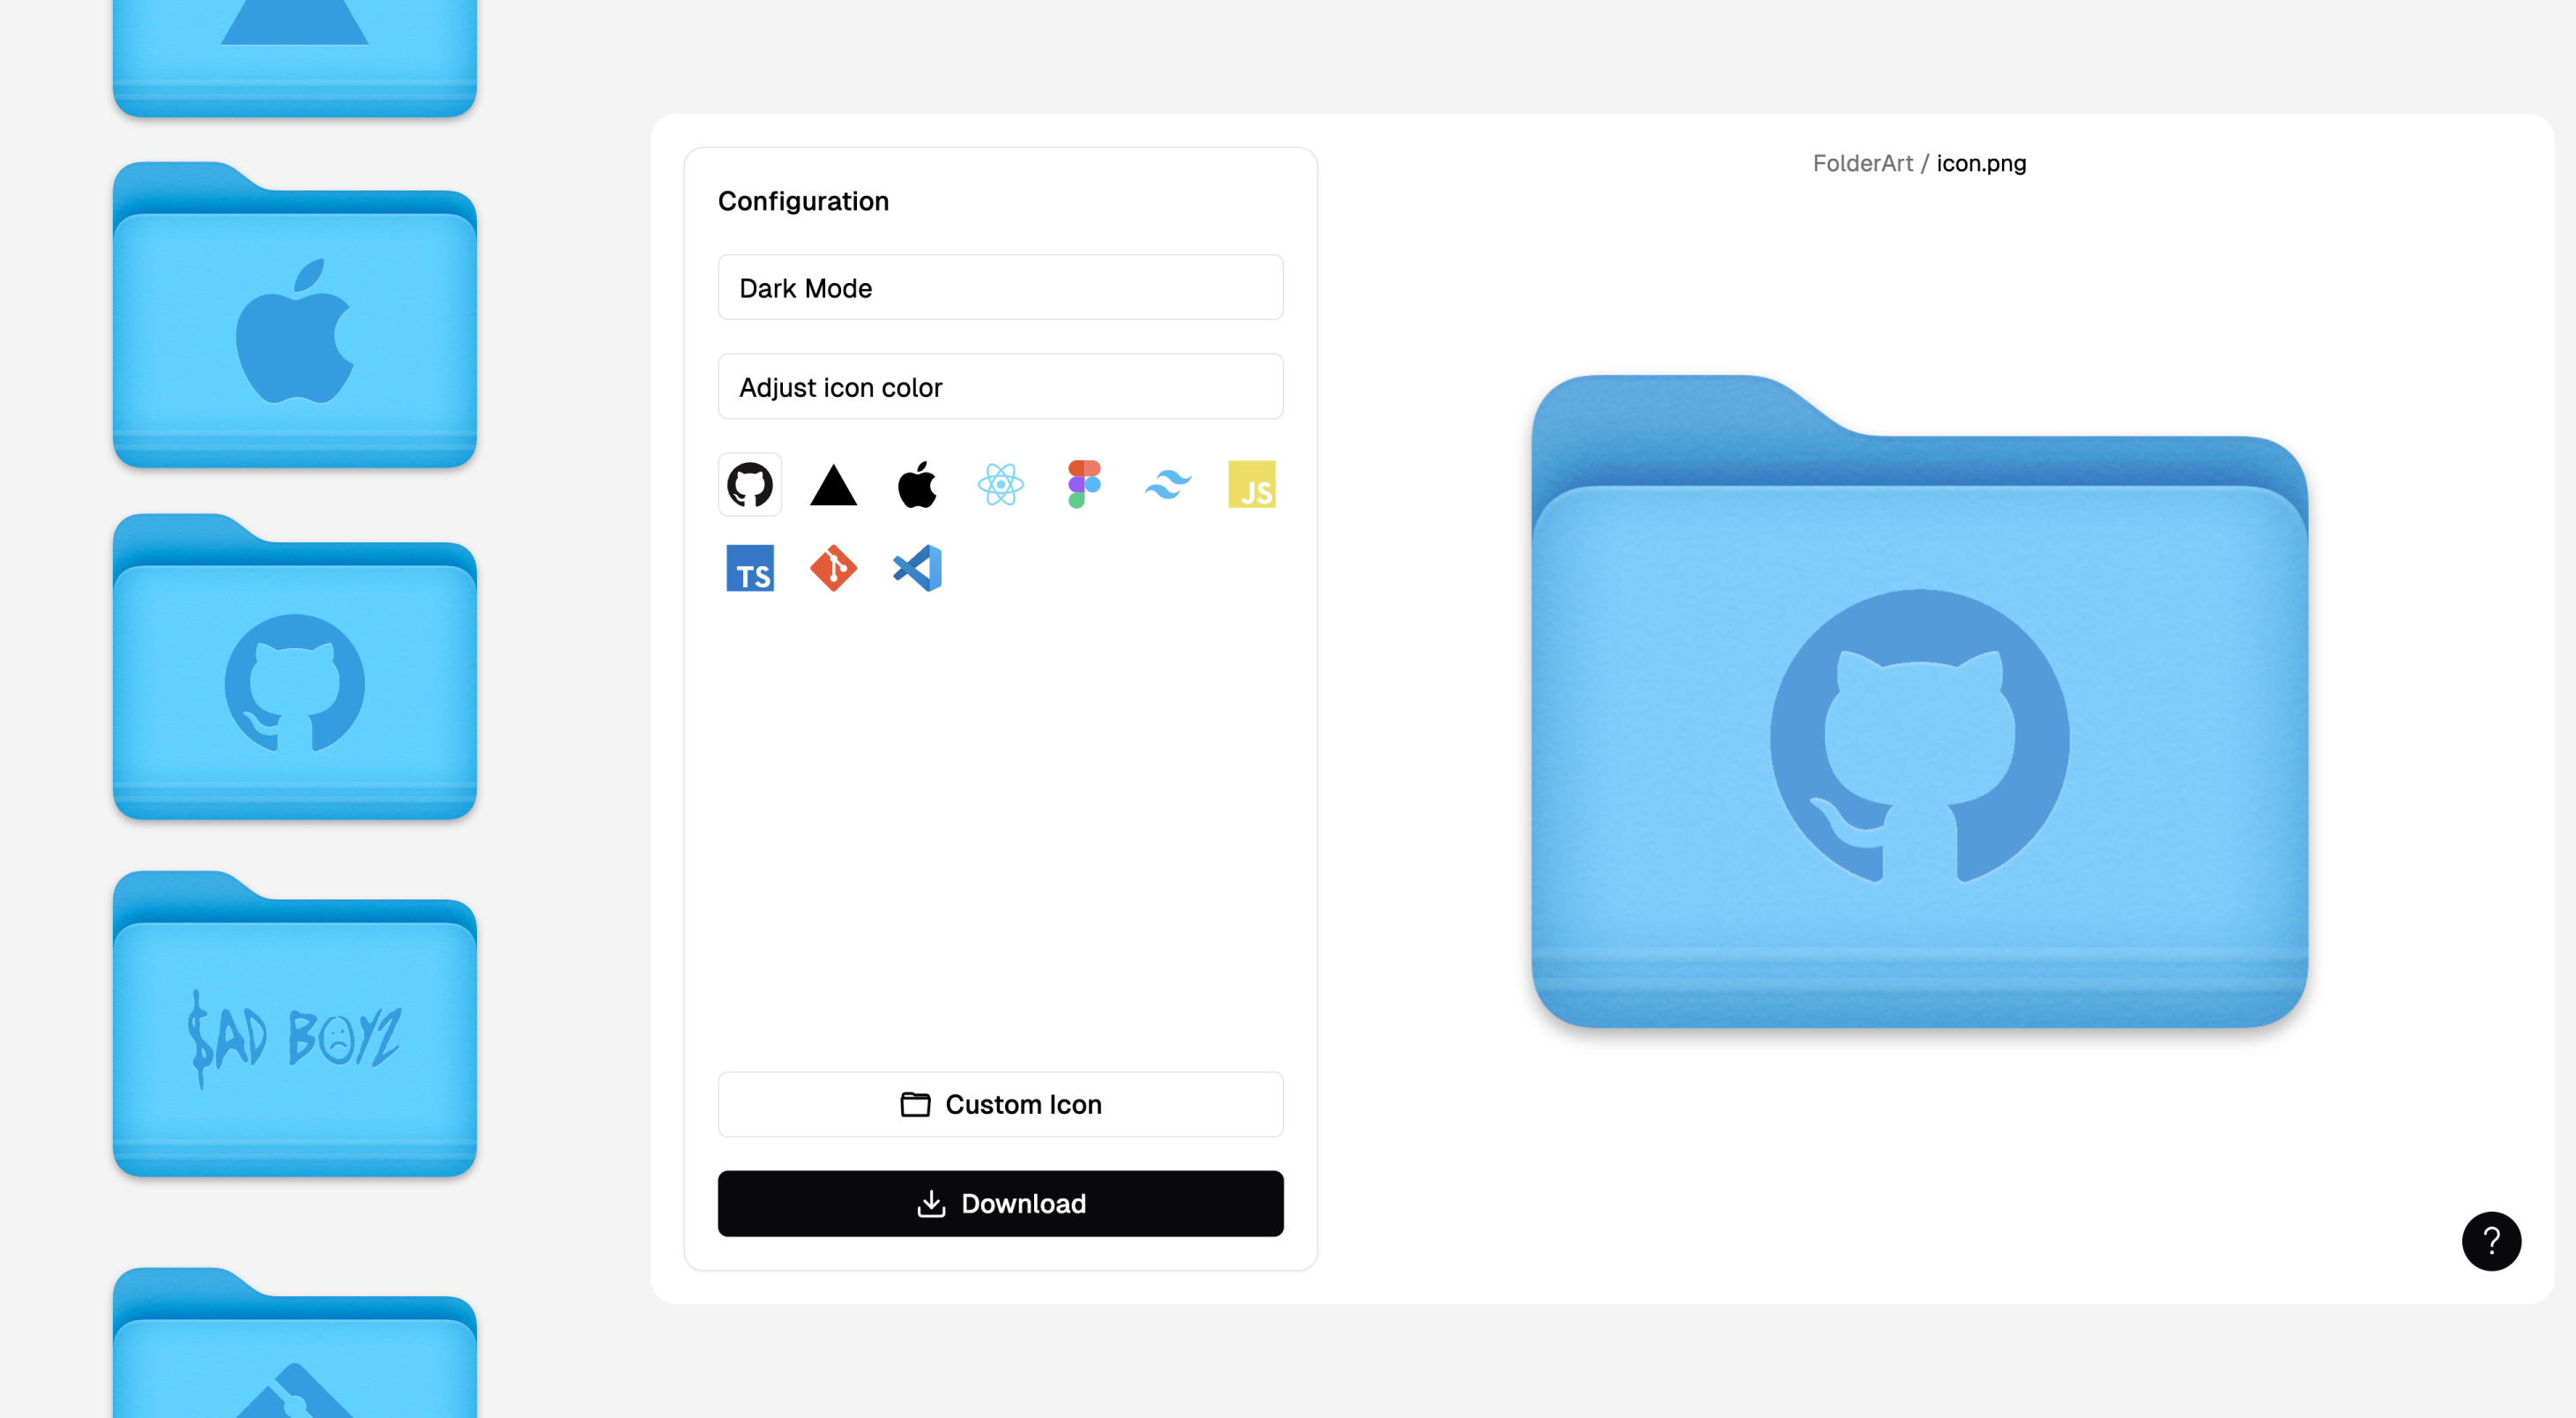 $AD BOYZ
Configuration
Dark Mode
Adjust icon color
JS
TS
Custom Icon
Download
FolderArt / icon.png
?